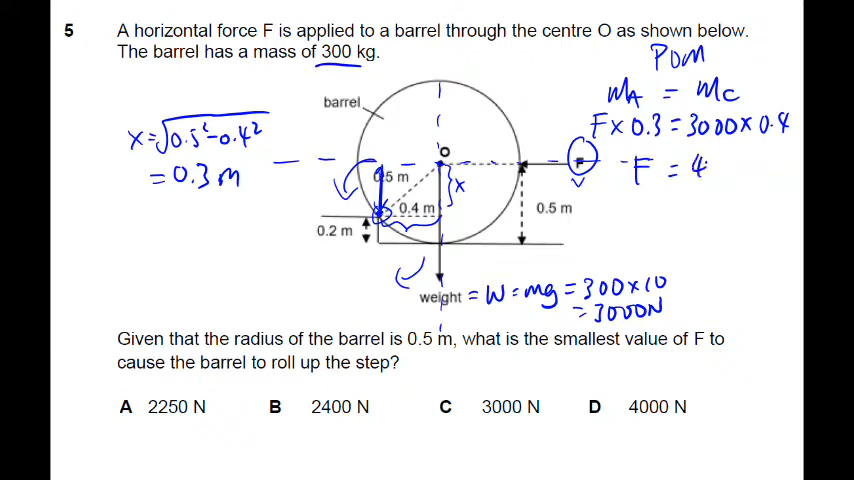 5 A horizontal force F is applied to a barrel through the centre O as shown below.
The barrel has a mass of 300 kg.
POM
MA = MC
F × 0.3 = 3000 × 0.4
F = 4
x = √0.5² - 0.4²
= 0.3 m
barrel
O
0.5 m
F
x
0.4 m
0.5 m
0.2 m
weight = W = mg = 300 × 10
= 3000N
Given that the radius of the barrel is 0.5 m, what is the smallest value of F to
cause the barrel to roll up the step?
A 2250 N B 2400 N C 3000 N D 4000 N